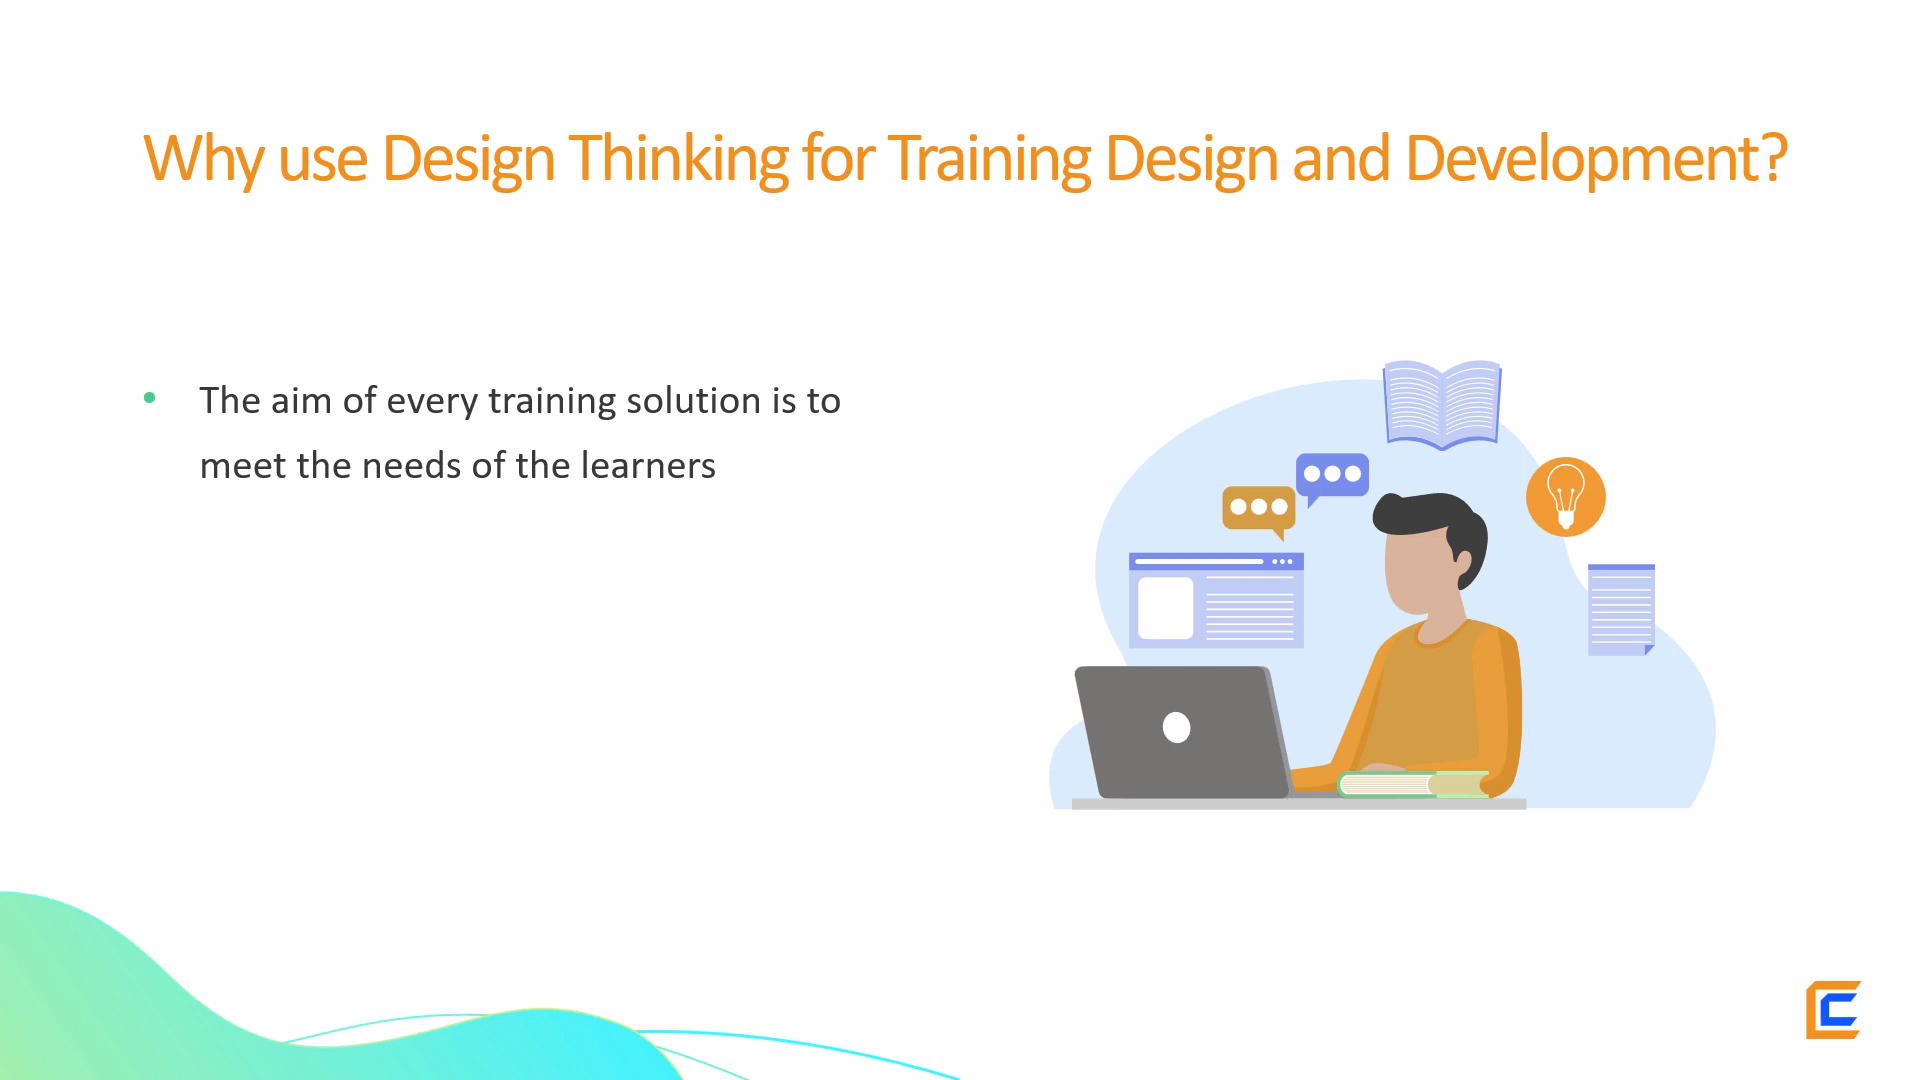 Why use Design Thinking for Training Design and Development?
• The aim of every training solution is to
meet the needs of the learners